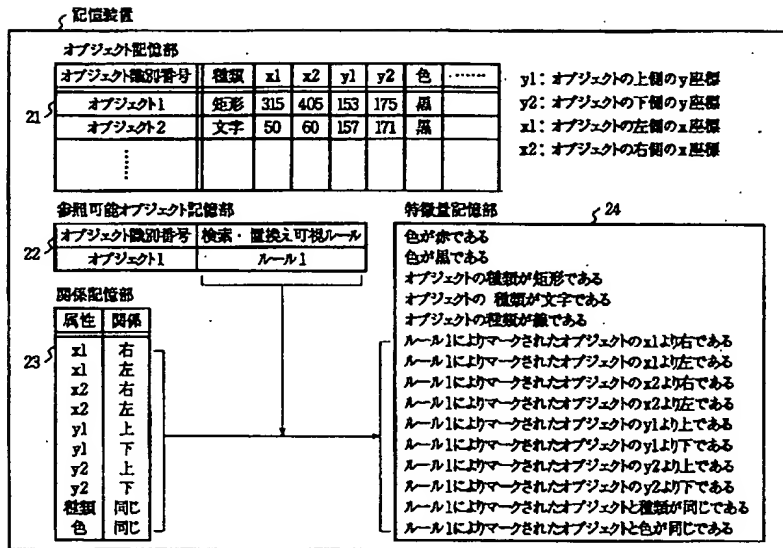 記憶装置
オブジェクト記憶部
オブジェクト識別番号 種類 x1 x2 y1 y2 色 ‥‥‥
オブジェクト1 矩形 315 405 153 175 黒
21
オブジェクト2 文字 50 60 157 171 黒
y1：オブジェクトの上側のy座標
y2：オブジェクトの下側のy座標
x1：オブジェクトの左側のx座標
x2：オブジェクトの右側のx座標
参照可能オブジェクト記憶部
オブジェクト識別番号 検索・置換え可視ルール
22
オブジェクト1 ルール1
関係記憶部
属性 関係
23
x1 右
x1 左
x2 右
x2 左
y1 上
y1 下
y2 上
y2 下
種類 同じ
色 同じ
特徴量記憶部
24
色が赤である
色が黒である
オブジェクトの種類が矩形である
オブジェクトの 種類が文字である
オブジェクトの種類が線である
ルール1によりマークされたオブジェクトのx1より右である
ルール1によりマークされたオブジェクトのx1より左である
ルール1によりマークされたオブジェクトのx2より右である
ルール1によりマークされたオブジェクトのx2より左である
ルール1によりマークされたオブジェクトのy1より上である
ルール1によりマークされたオブジェクトのy1より下である
ルール1によりマークされたオブジェクトのy2より上である
ルール1によりマークされたオブジェクトのy2より下である
ルール1によりマークされたオブジェクトと種類が同じである
ルール1によりマークされたオブジェクトと色が同じである